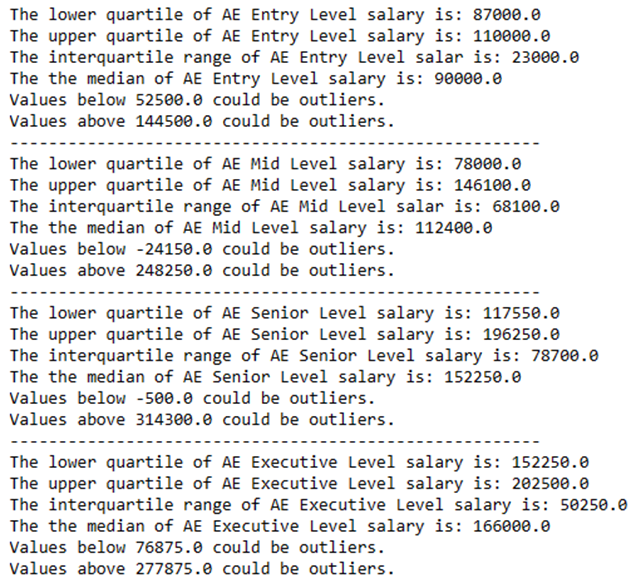 The lower quartile of AE Entry Level salary is: 87000.0
The upper quartile of AE Entry Level salary is: 110000.0
The interquartile range of AE Entry Level salar is: 23000.0
The the median of AE Entry Level salary is: 90000.0
Values below 52500.0 could be outliers.
Values above 144500.0 could be outliers.
-------------------------------------------------------
The lower quartile of AE Mid Level salary is: 78000.0
The upper quartile of AE Mid Level salary is: 146100.0
The interquartile range of AE Mid Level salar is: 68100.0
The the median of AE Mid Level salary is: 112400.0
Values below -24150.0 could be outliers.
Values above 248250.0 could be outliers.
-------------------------------------------------------
The lower quartile of AE Senior Level salary is: 117550.0
The upper quartile of AE Senior Level salary is: 196250.0
The interquartile range of AE Senior Level salary is: 78700.0
The the median of AE Senior Level salary is: 152250.0
Values below -500.0 could be outliers.
Values above 314300.0 could be outliers.
-------------------------------------------------------
The lower quartile of AE Executive Level salary is: 152250.0
The upper quartile of AE Executive Level salary is: 202500.0
The interquartile range of AE Executive Level salary is: 50250.0
The the median of AE Executive Level salary is: 166000.0
Values below 76875.0 could be outliers.
Values above 277875.0 could be outliers.